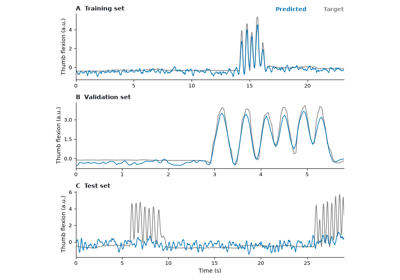 A Training set
Predicted Target
Thumb flexion (a.u.)
4
2
0
0 5 10 15 20
B Validation set
Thumb flexion (a.u.)
3.0
1.5
0.0
0 1 2 3 4 5
C Test set
Thumb flexion (a.u.)
6
4
2
0
-2
0 5 10 15 20 25
Time (s)